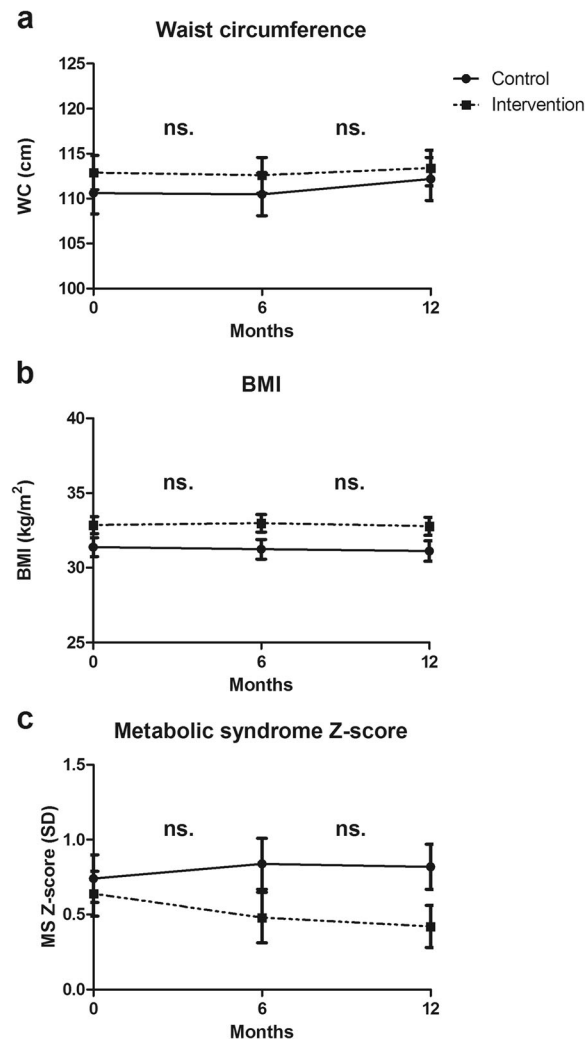 a
Waist circumference
125
120
115
110
105
100
WC (cm)
ns.
ns.
0
6
12
Months
Control
Intervention
b
BMI
40
35
30
25
BMI (kg/m²)
ns.
ns.
0
6
12
Months
c
Metabolic syndrome Z-score
1.5
1.0
0.5
0.0
MS Z-score (SD)
ns.
ns.
0
6
12
Months